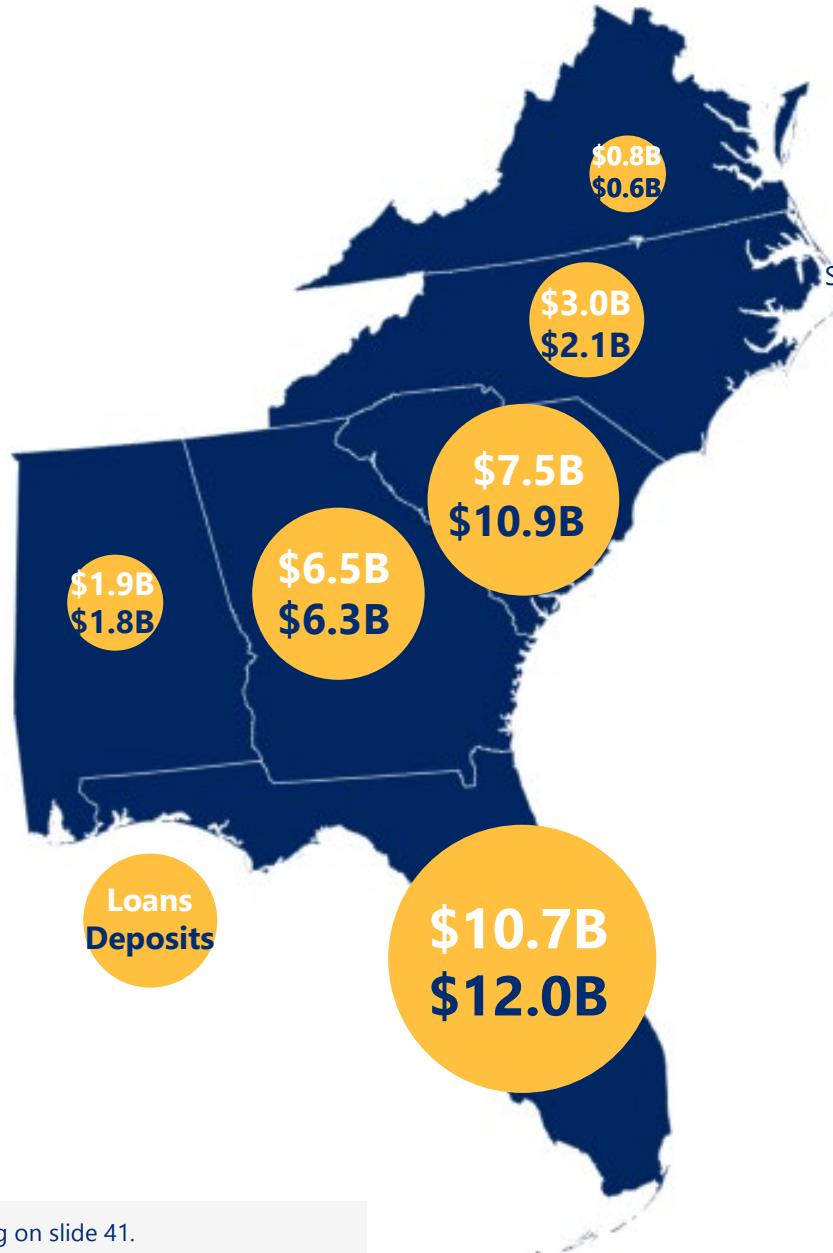 $0.8B
$0.6B
$3.0B
$2.1B
$7.5B
$10.9B
$6.5B
$6.3B
$1.9B
$1.8B
Loans
Deposits
$10.7B
$12.0B
g on slide 41.